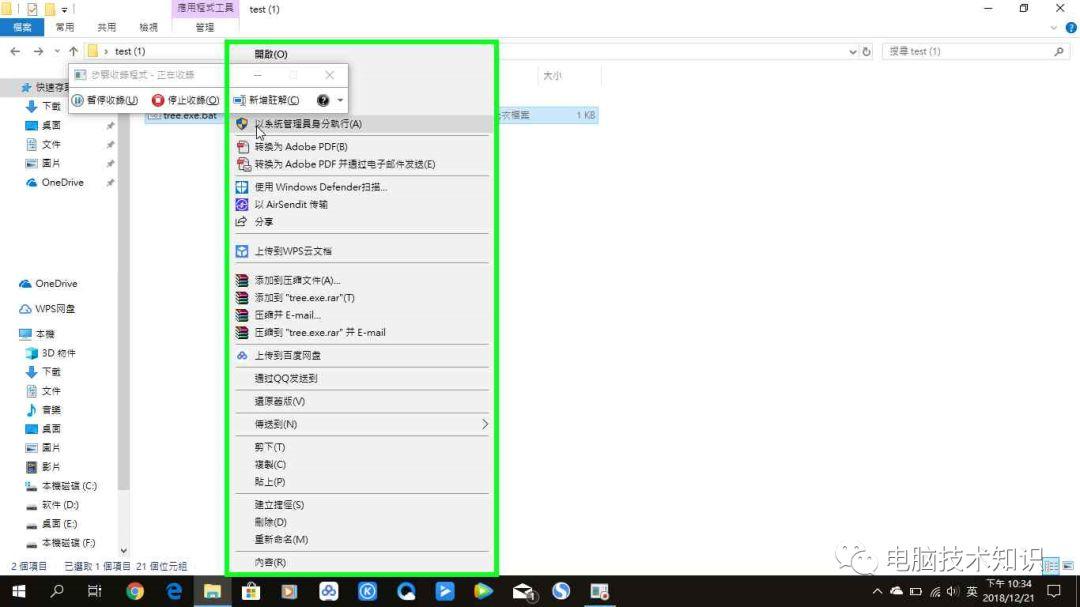 應用程式工具
test (1)
檔案
常用
共用
檢視
管理
test (1)
搜尋 test (1)
步驟收錄程式 - 正在收錄
暫停收錄(U)
停止收錄(O)
新增註解(C)
大小
tree.exe.bat
次檔案
1 KB
快速存取
下載
桌面
文件
圖片
OneDrive
OneDrive
WPS网盘
本機
3D 物件
下載
文件
音樂
桌面
圖片
影片
本機磁碟 (C:)
软件 (D:)
桌面 (E:)
本機磁碟 (F:)
開啟(O)
以系統管理員身分執行(A)
转换为 Adobe PDF(B)
转换为 Adobe PDF 并通过电子邮件发送(E)
使用 Windows Defender扫描...
以 AirSendit 传输
分享
上传到WPS云文档
添加到压缩文件(A)...
添加到 "tree.exe.rar"(T)
压缩并 E-mail...
压缩到 "tree.exe.rar" 并 E-mail
上传到百度网盘
通过QQ发送到
還原舊版(V)
傳送到(N)
剪下(T)
複製(C)
貼上(P)
建立捷徑(S)
刪除(D)
重新命名(M)
內容(R)
2 個項目
已選取 1 個項目
21 個位元組
电脑技术知识
英
下午 10:34
2018/12/21